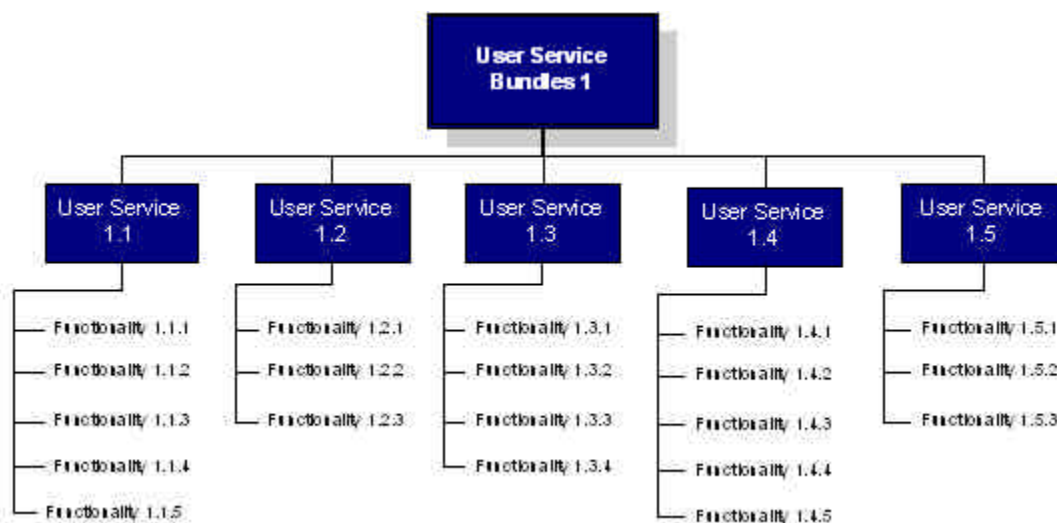 User Service
Bundles 1
User Service
1.1
User Service
1.2
User Service
1.3
User Service
1.4
User Service
1.5
Functionality 1.1.1
Functionality 1.1.2
Functionality 1.1.3
Functionality 1.1.4
Functionality 1.1.5
Functionality 1.2.1
Functionality 1.2.2
Functionality 1.2.3
Functionality 1.3.1
Functionality 1.3.2
Functionality 1.3.3
Functionality 1.3.4
Functionality 1.4.1
Functionality 1.4.2
Functionality 1.4.3
Functionality 1.4.4
Functionality 1.4.5
Functionality 1.5.1
Functionality 1.5.2
Functionality 1.5.3